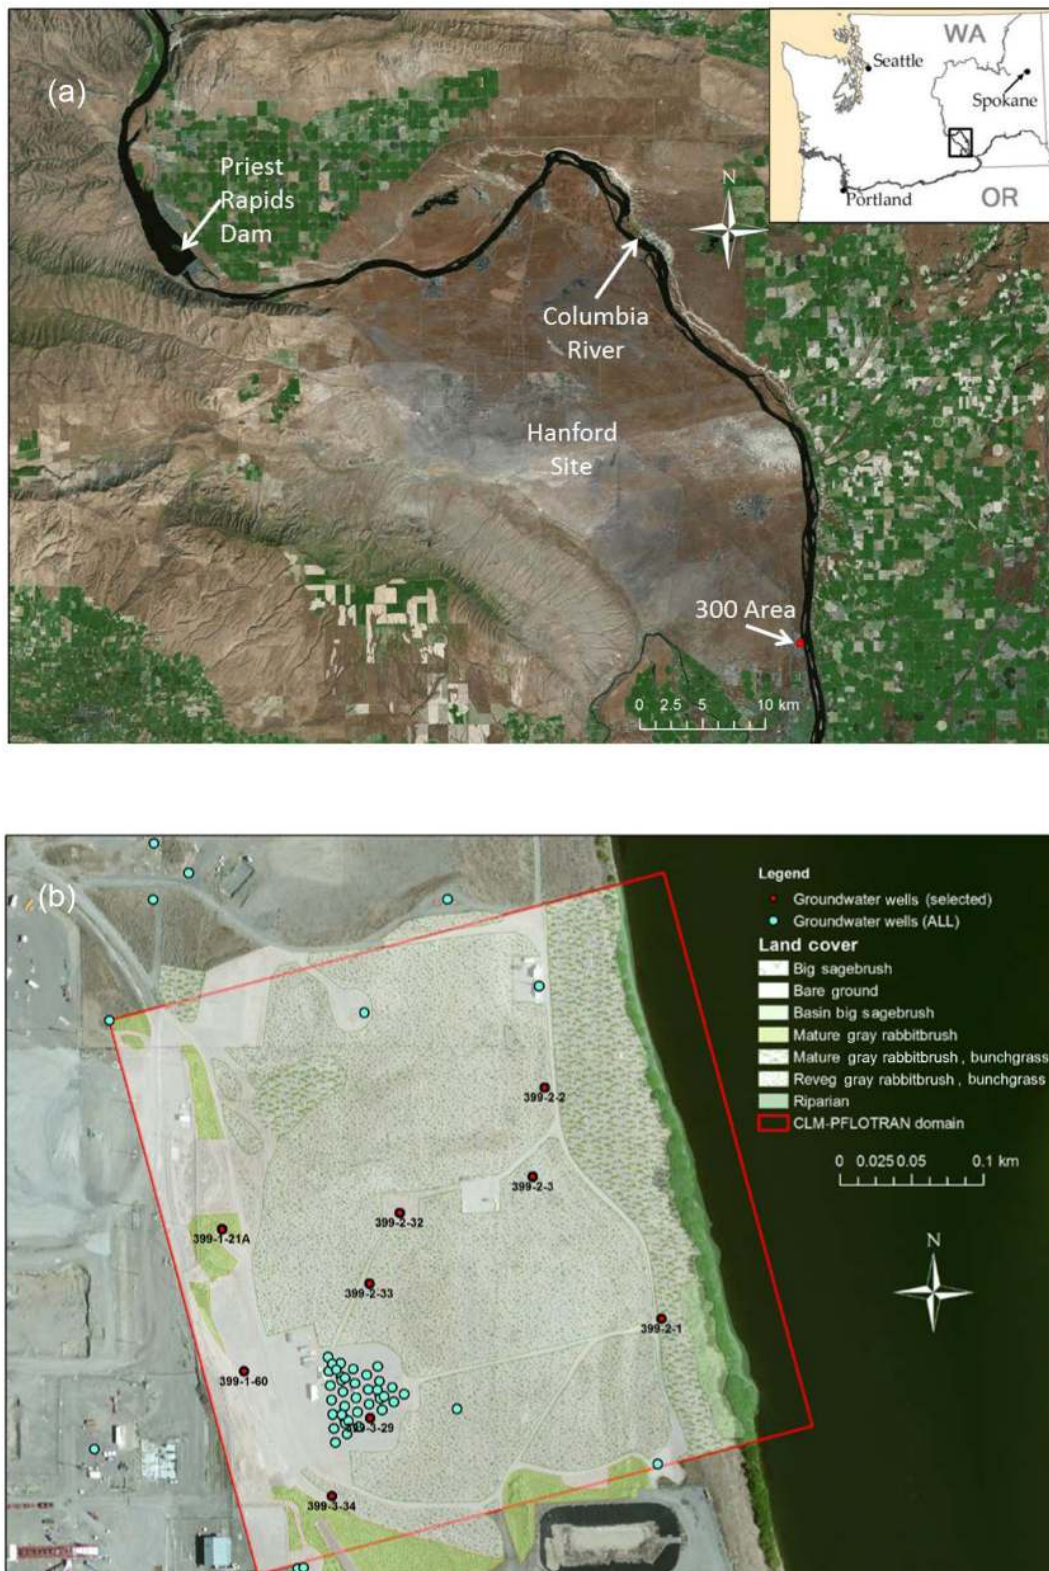 (a)
WA
Seattle
Spokane
Portland
OR
Priest
Rapids
Dam
N
Columbia
River
Hanford
Site
300 Area
0 2.5 5 10 km
(b)
Legend
Groundwater wells (selected)
Groundwater wells (ALL)
Land cover
Big sagebrush
Bare ground
Basin big sagebrush
Mature gray rabbitbrush
Mature gray rabbitbrush, bunchgrass
Reveg gray rabbitbrush, bunchgrass
Riparian
CLM-PFLOTRAN domain
0 0.025 0.05 0.1 km
N
399-2-2
399-2-3
399-2-32
399-1-21A
399-2-33
399-2-1
399-1-60
399-3-29
399-3-34